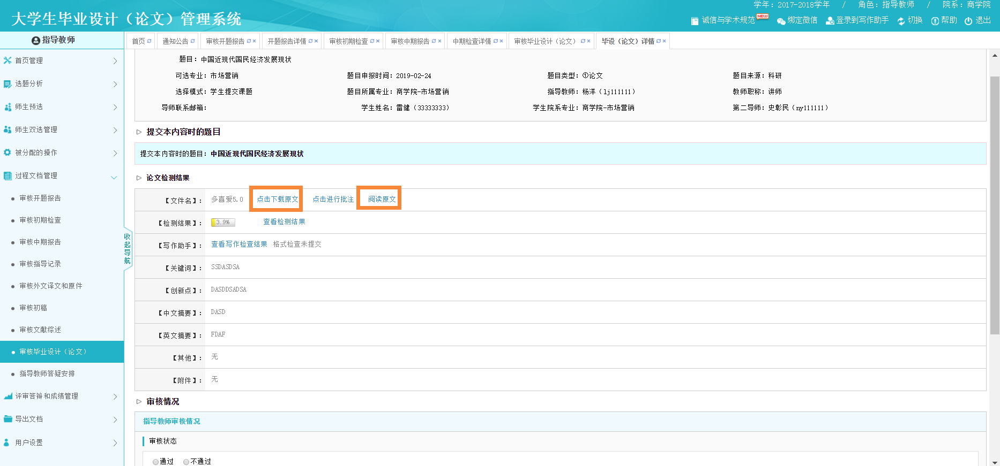 学年：2017-2018学年 / 角色：指导教师 / 院系：商学院
大学生毕业设计（论文）管理系统
诚信与学术规范 NEW 绑定微信 登录到写作助手 切换 帮助 退出
指导教师
首页 通知公告 审核开题报告 开题报告详情 审核初期检查 审核中期报告 中期检查详情 审核毕业设计（论文） 毕设（论文）详情
首页管理
选题分析
师生预选
师生双选管理
被分配的操作
过程文档管理
审核开题报告
审核初期检查
审核中期报告
审核指导记录
审核外文译文和原件
审核初稿
审核文献综述
审核毕业设计（论文）
指导教师答疑安排
评审答辩和成绩管理
导出文档
用户设置
收起导航
题目：中国近现代国民经济发展现状
可选专业：市场营销 题目申报时间：2019-02-24 题目类型：①论文 题目来源：科研
选择模式：学生提交课题 题目所属专业：商学院-市场营销 指导教师：杨洋（lj111111） 教师职称：讲师
导师联系邮箱： 学生姓名：雷健（33333333） 学生院系专业：商学院-市场营销 第二导师：史彰民（ny111111）
提交本内容时的题目
提交本内容时的题目：中国近现代国民经济发展现状
论文检测结果
【文件名】： 多喜爱5.0 点击下载原文 点击进行批注 阅读原文
【检测结果】： 3.9% 查看检测结果
【写作助手】： 查看写作检查结果 格式检查未提交
【关键词】： SSDASDSA
【创新点】： DASDDSADSA
【中文摘要】： DASD
【英文摘要】： FDAF
【其他】： 无
【附件】： 无
审核情况
指导教师审核情况
审核状态
通过 不通过